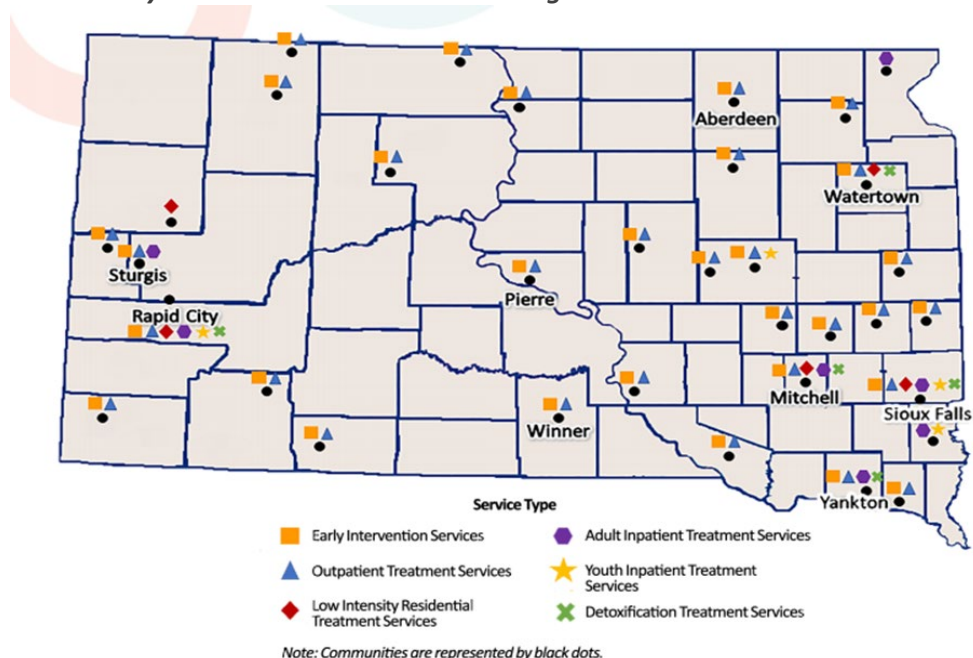 Aberdeen
Watertown
Sturgis
Pierre
Rapid City
Mitchell
Sioux Falls
Winner
Yankton
Service Type
Early Intervention Services
Adult Inpatient Treatment Services
Outpatient Treatment Services
Youth Inpatient Treatment
Services
Low Intensity Residential
Treatment Services
Detoxification Treatment Services
Note: Communities are represented by black dots.